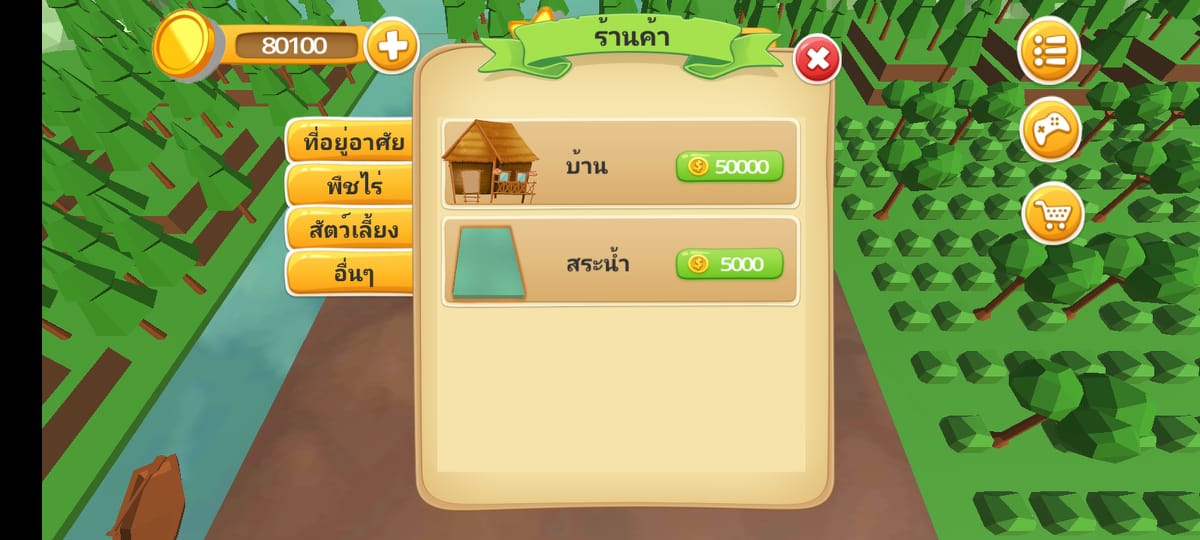 80100
ร้านค้า
ที่อยู่อาศัย
พืชไร่
สัตว์เลี้ยง
อื่นๆ
บ้าน
50000
สระน้ำ
5000